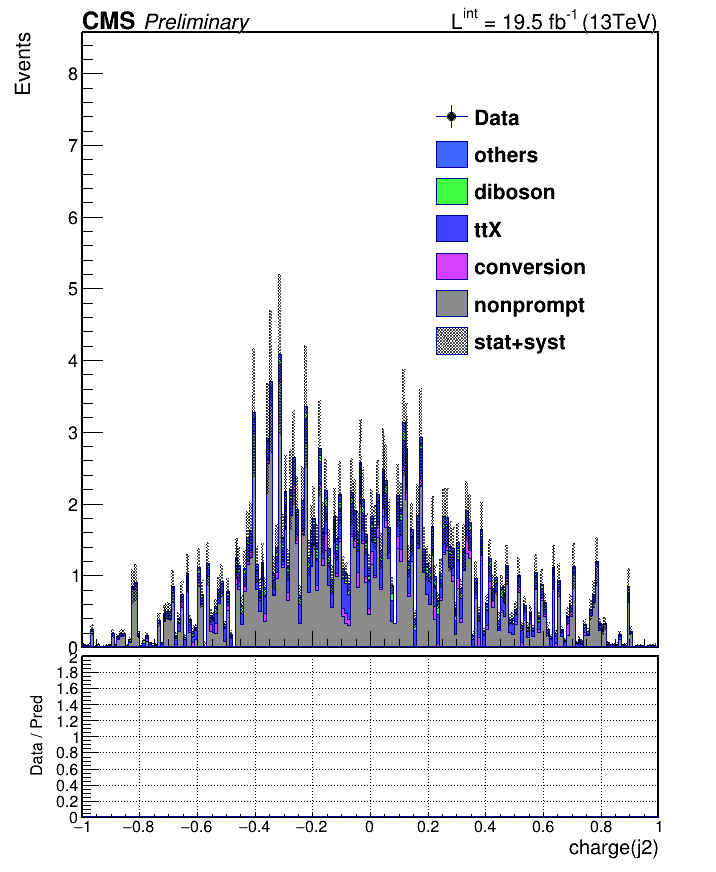 CMS Preliminary L^int = 19.5 fb^-1 (13TeV)
Events
8
7
6
5
4
3
2
1
0
Data
others
diboson
ttX
conversion
nonprompt
stat+syst
Data / Pred
2
1.8
1.6
1.4
1.2
1
0.8
0.6
0.4
0.2
0
−1 −0.8 −0.6 −0.4 −0.2 0 0.2 0.4 0.6 0.8 1
charge(j2)